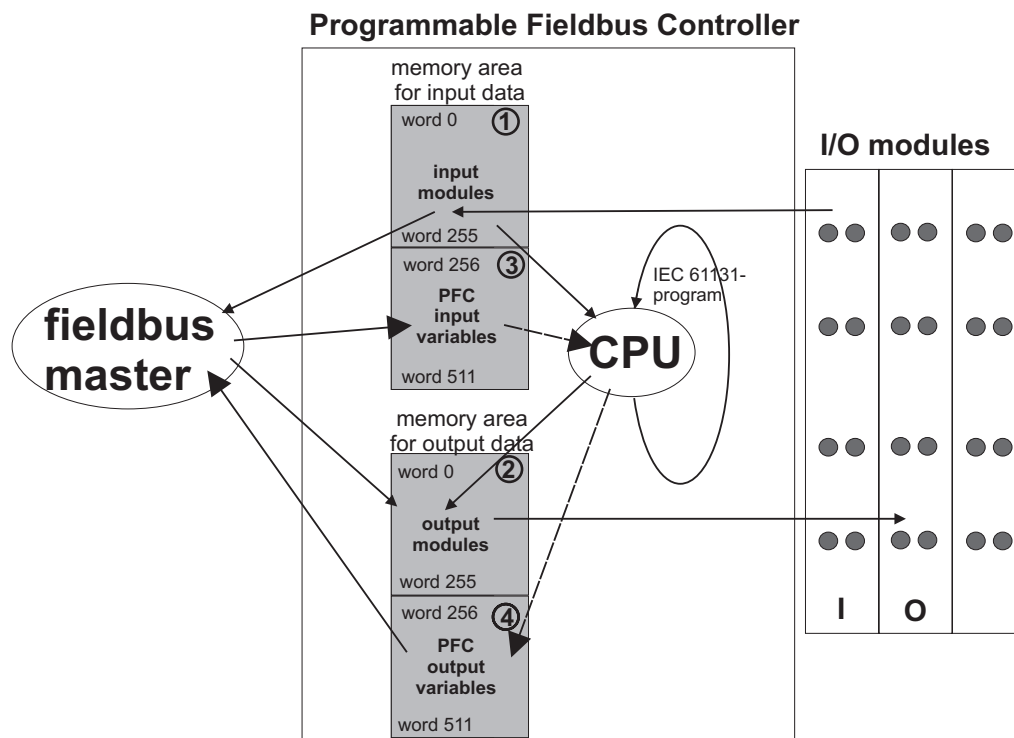 Programmable Fieldbus Controller
memory area
for input data
word 0
①
input
modules
word 255
word 256
③
PFC
input
variables
word 511
memory area
for output data
word 0
②
output
modules
word 255
word 256
④
PFC
output
variables
word 511
fieldbus
master
IEC 61131-
program
CPU
I/O modules
I
O